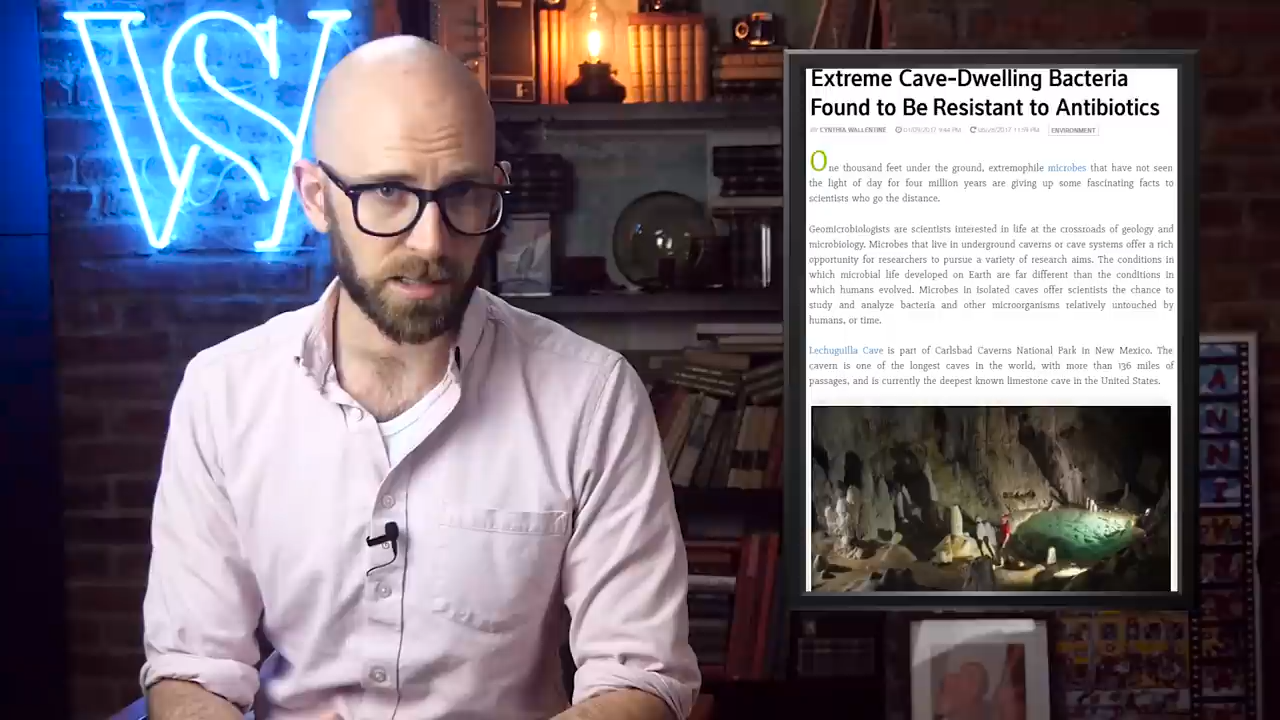 WS
Extreme Cave-Dwelling Bacteria
Found to Be Resistant to Antibiotics
BY CYNTHIA WALLENTINE
ENVIRONMENT
One thousand feet under the ground, extremophile microbes that have not seen
the light of day for four million years are giving up some fascinating facts to
scientists who go the distance.
Geomicrobiologists are scientists interested in life at the crossroads of geology and
microbiology. Microbes that live in underground caverns or cave systems offer a rich
opportunity for researchers to pursue a variety of research aims. The conditions in
which microbial life developed on Earth are far different than the conditions in
which humans evolved. Microbes in isolated caves offer scientists the chance to
study and analyze bacteria and other microorganisms relatively untouched by
humans, or time.
Lechuguilla Cave is part of Carlsbad Caverns National Park in New Mexico. The
cavern is one of the longest caves in the world, with more than 136 miles of
passages, and is currently the deepest known limestone cave in the United States.
A
N
N
I